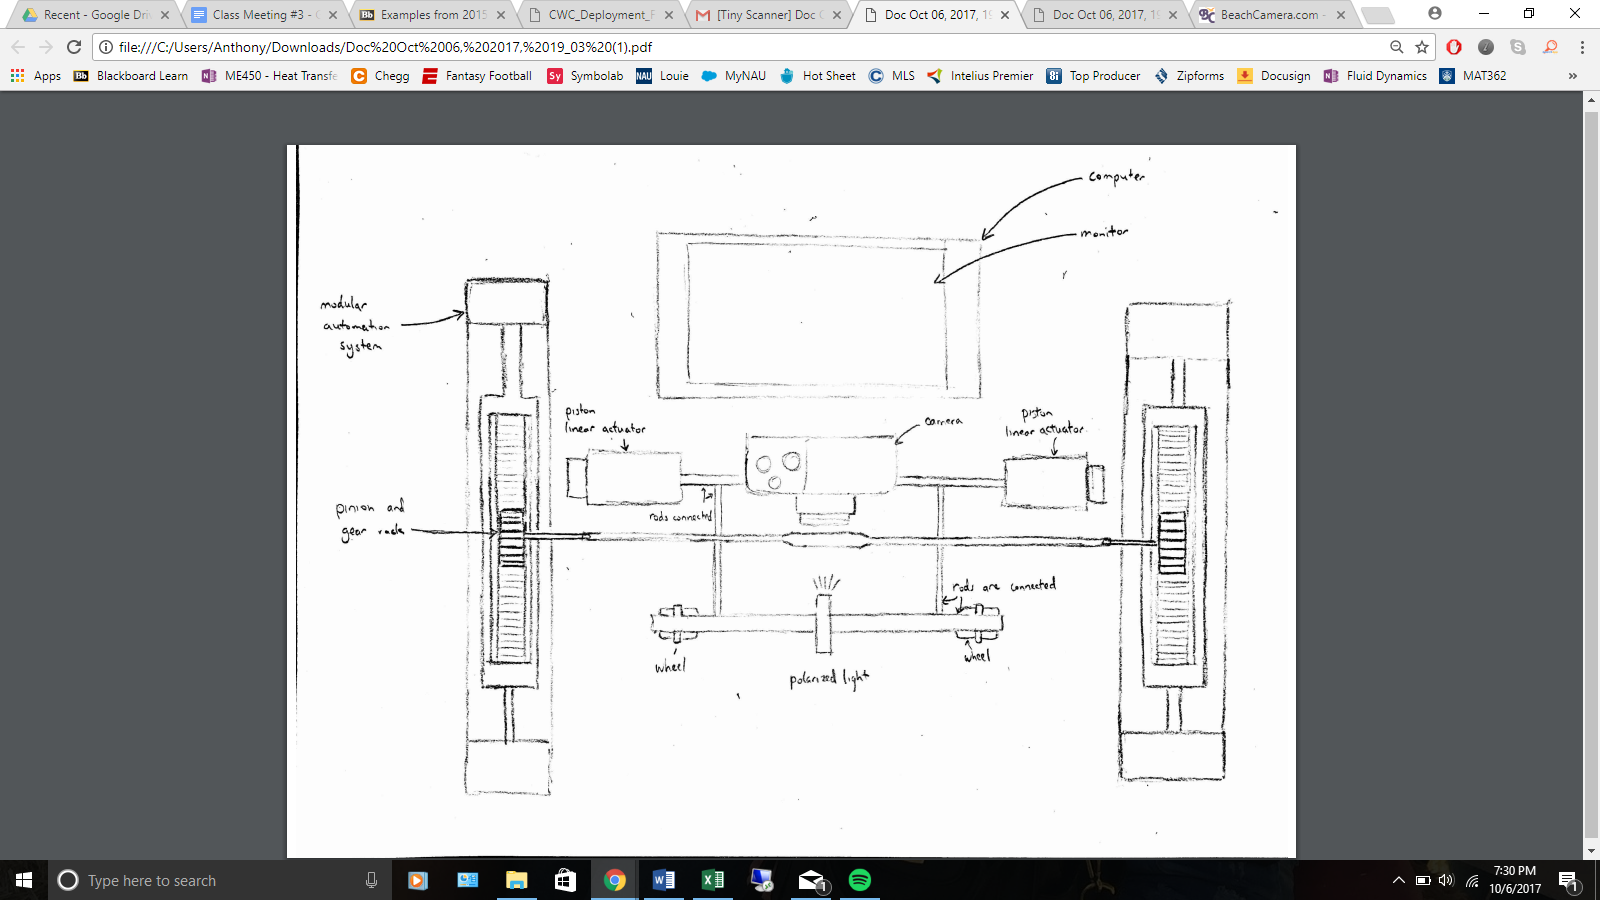 Recent - Google Dri
Class Meeting #3 - G
Examples from 2015
CWC_Deployment_F
[Tiny Scanner] Doc O
Doc Oct 06, 2017, 19
Doc Oct 06, 2017, 19
BeachCamera.com -
file:///C:/Users/Anthony/Downloads/Doc%20Oct%2006,%202017,%2019_03%20(1).pdf
Apps
Blackboard Learn
ME450 - Heat Transfe
Chegg
Fantasy Football
Symbolab
Louie
MyNAU
Hot Sheet
MLS
Intelius Premier
Top Producer
Zipforms
Docusign
Fluid Dynamics
MAT362
»
computer
monitor
modular
automation
system
piston
linear actuator
camera
piston
linear actuator
pinion and
gear rack
rods connected
rods are connected
wheel
polarized light
wheel
Type here to search
7:30 PM
10/6/2017